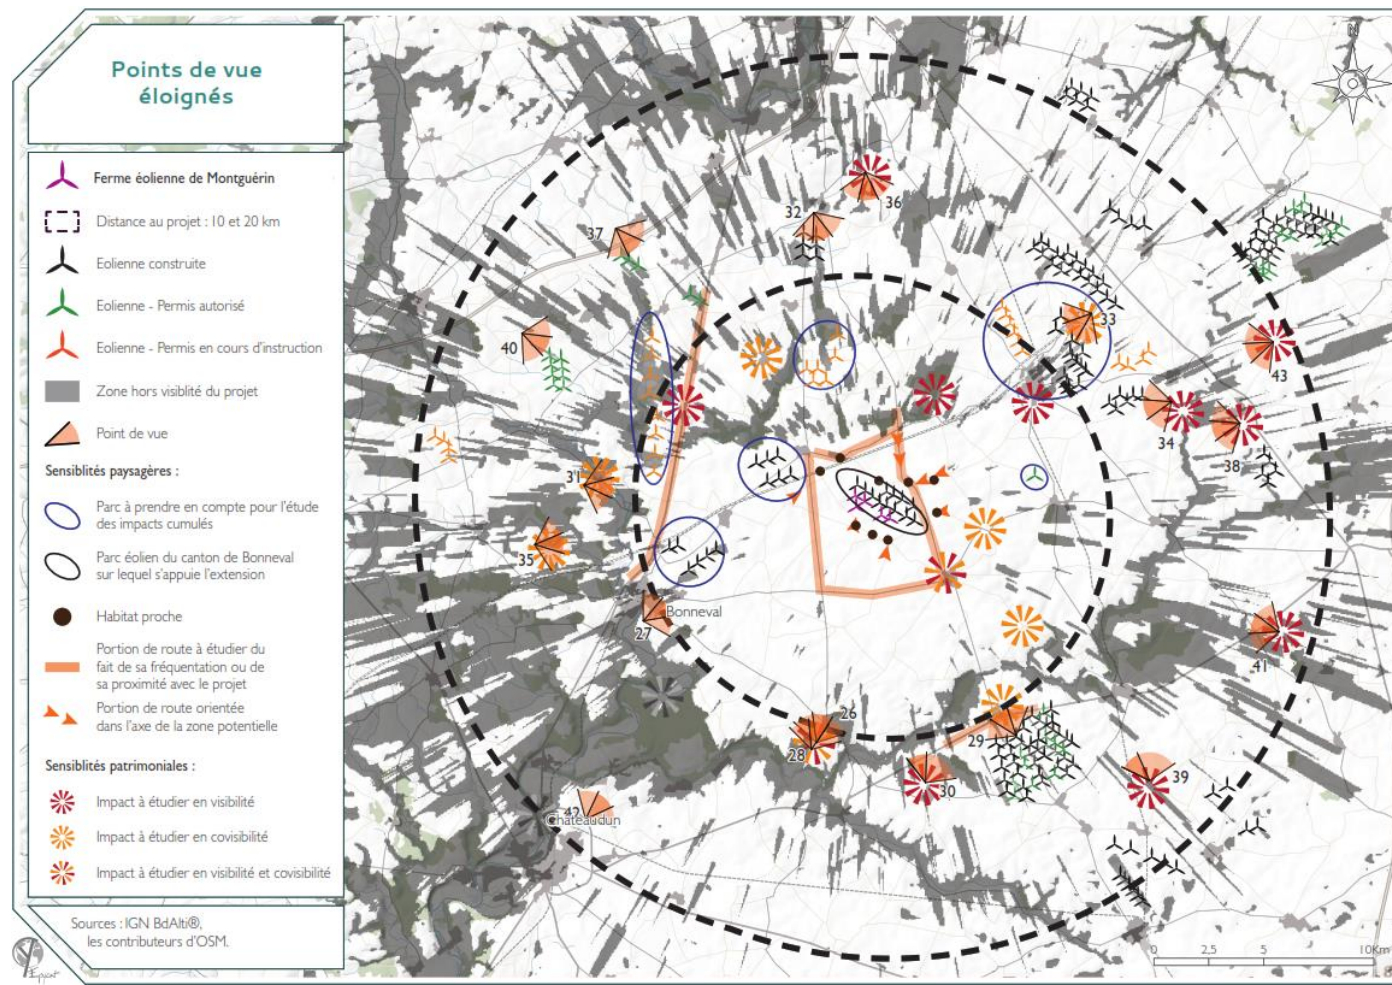 Points de vue
éloignés
Ferme éolienne de Montguérin
Distance au projet : 10 et 20 km
Eolienne construite
Eolienne - Permis autorisé
Eolienne - Permis en cours d'instruction
Zone hors visiblité du projet
Point de vue
Sensiblités paysagères :
Parc à prendre en compte pour l'étude
des impacts cumulés
Parc éolien du canton de Bonneval
sur lequel s'appuie l'extension
Habitat proche
Portion de route à étudier du
fait de sa fréquentation ou de
sa proximité avec le projet
Portion de route orientée
dans l'axe de la zone potentielle
Sensiblités patrimoniales :
Impact à étudier en visibilité
Impact à étudier en covisibilité
Impact à étudier en visibilité et covisibilité
Sources : IGN BdAlti®,
les contributeurs d'OSM.
Epycart
N
36
32
37
33
40
43
34
38
31
35
Bonneval
27
41
26
29
28
39
30
42
Châteaudun
0 2,5 5 10Km